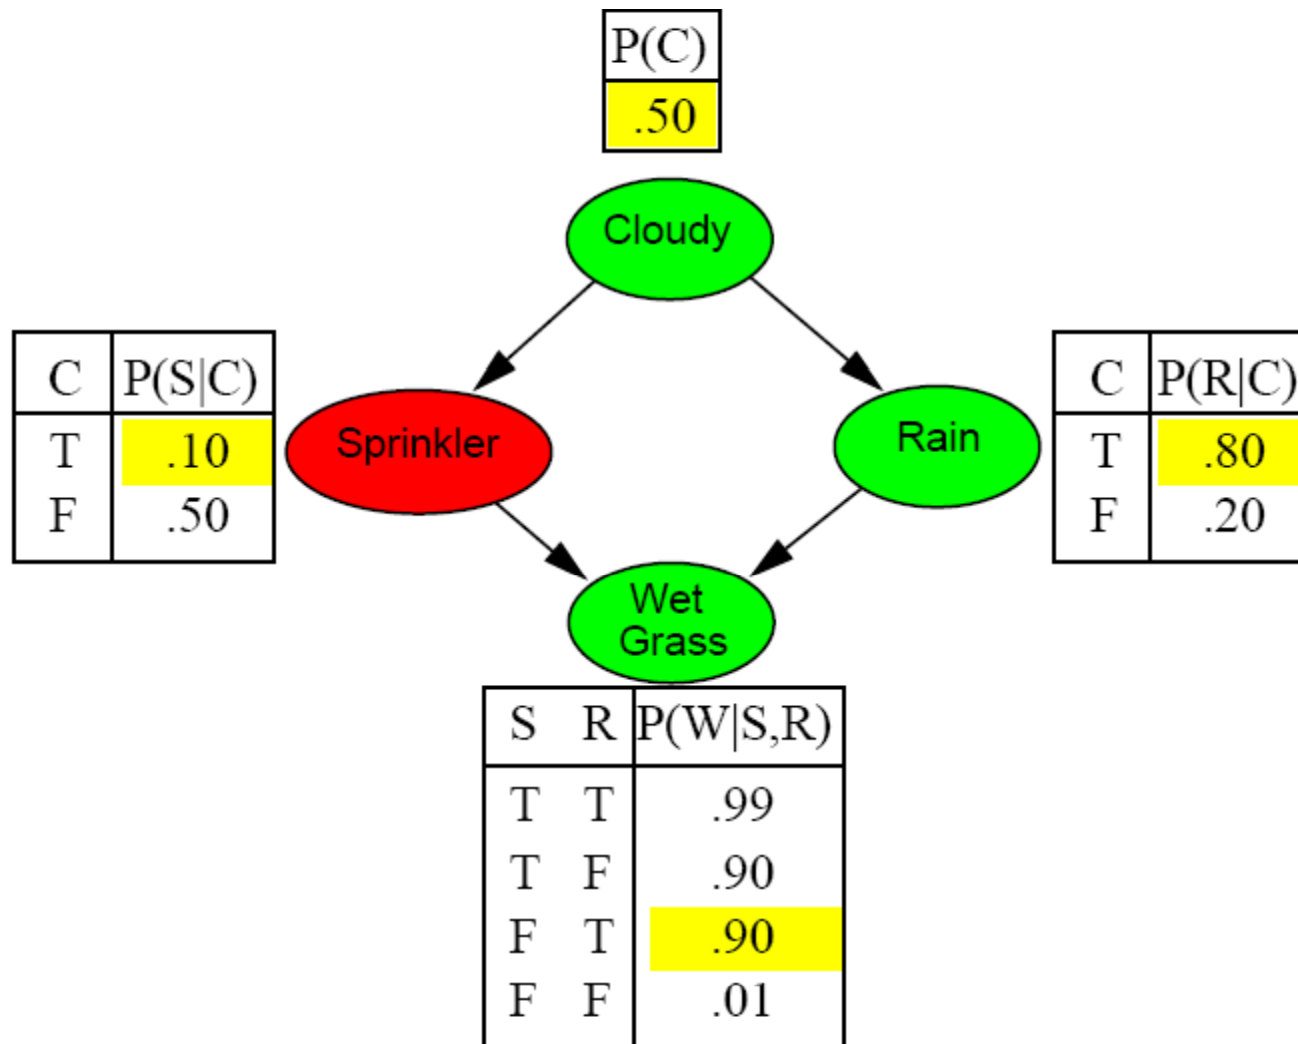 P(C)
.50
Cloudy
C P(S|C)
T .10
F .50
Sprinkler
Rain
C P(R|C)
T .80
F .20
Wet
Grass
S R P(W|S,R)
T T .99
T F .90
F T .90
F F .01